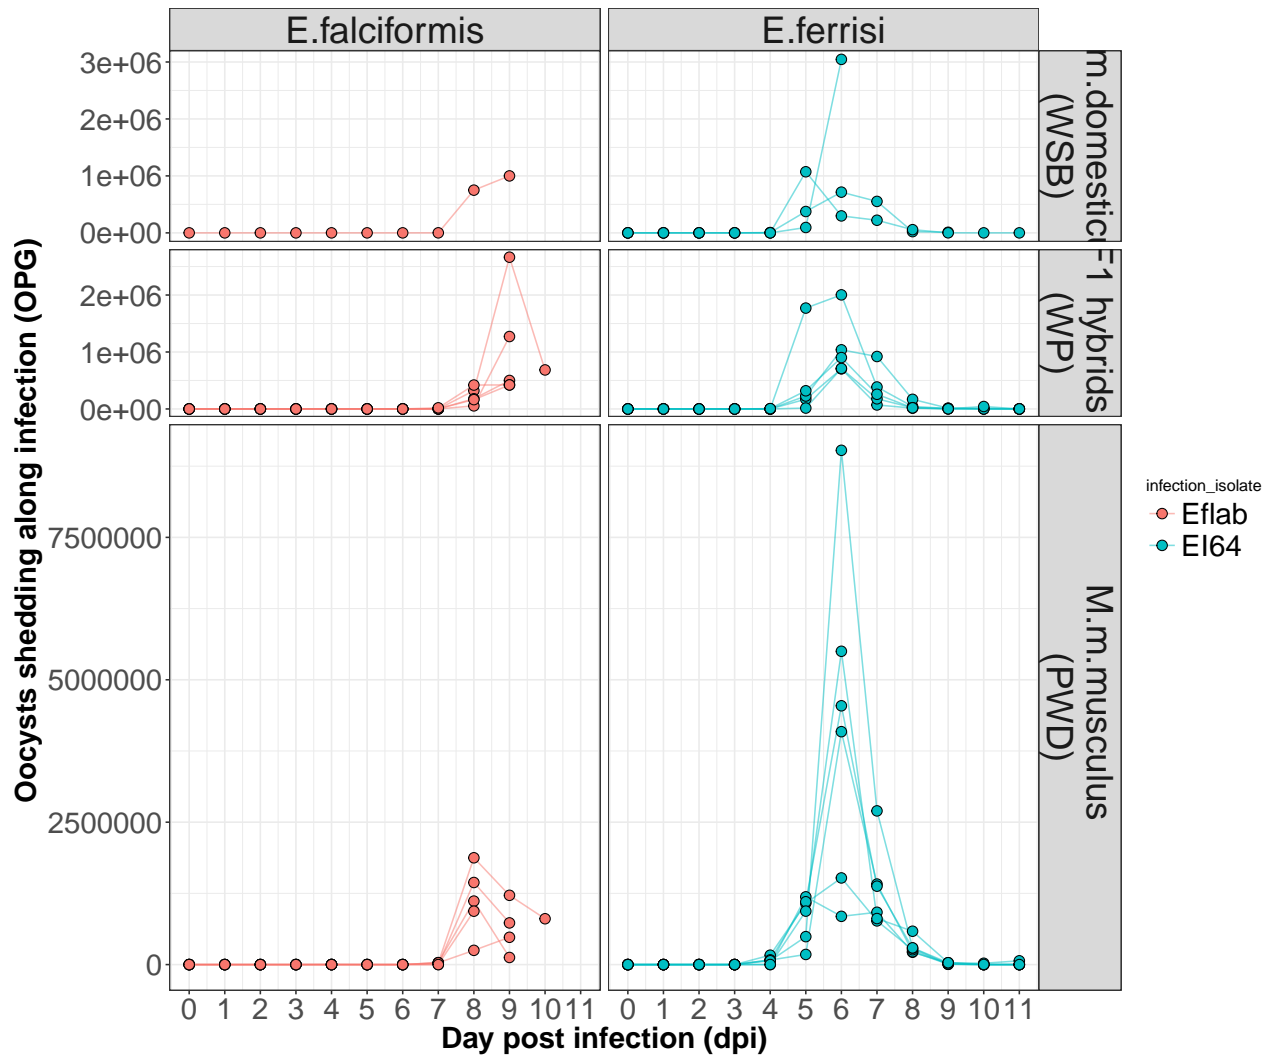 E.falciformis
E.ferrisi
3e+06
2e+06
1e+06
0e+00
m.domestic
(WSB)
2e+06
1e+06
0e+00
F1 hybrids
(WP)
7500000
5000000
2500000
0
M.m.musculus
(PWD)
Oocysts shedding along infection (OPG)
0 1 2 3 4 5 6 7 8 9 10 11
0 1 2 3 4 5 6 7 8 9 10 11
Day post infection (dpi)
infection_isolate
Eflab
EI64